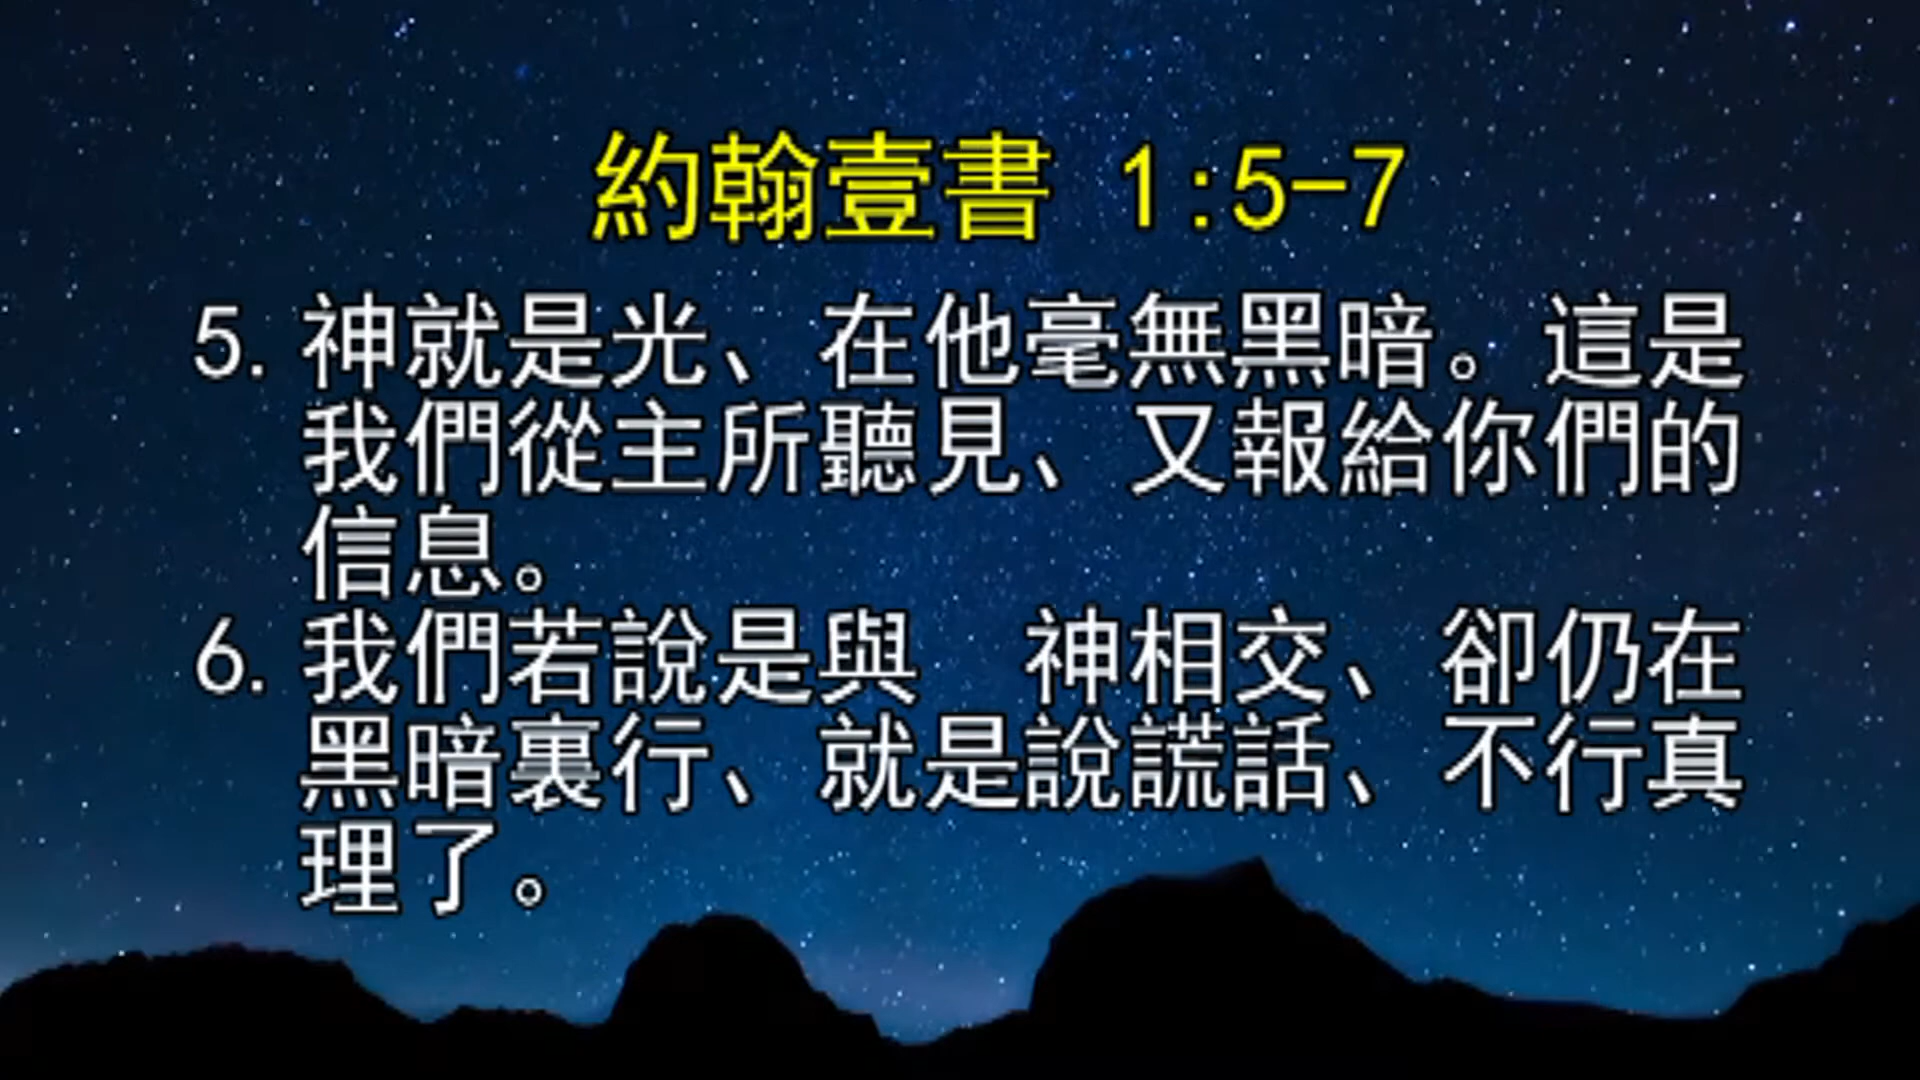 約翰壹書 1:5-7
5.神就是光、在他毫無黑暗。這是
我們從主所聽見、又報給你們的
信息。
6.我們若說是與　神相交、卻仍在
黑暗裏行、就是說謊話、不行真
理了。